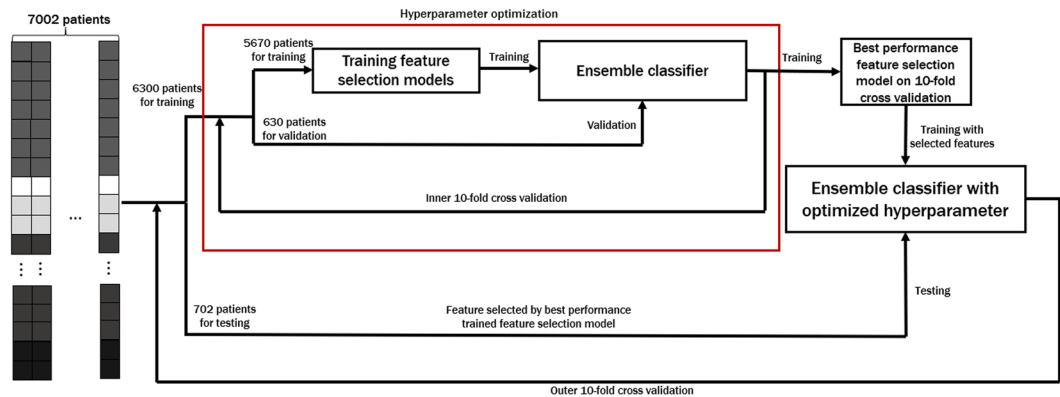 7002 patients
Hyperparameter optimization
5670 patients
for training
Training feature
selection models
Training
Ensemble classifier
Training
Best performance
feature selection
model on 10-fold
cross validation
6300 patients
for training
630 patients
for validation
Validation
Training with
selected features
Inner 10-fold cross validation
Ensemble classifier with
optimized hyperparameter
...
702 patients
for testing
Feature selected by best performance
trained feature selection model
Testing
Outer 10-fold cross validation